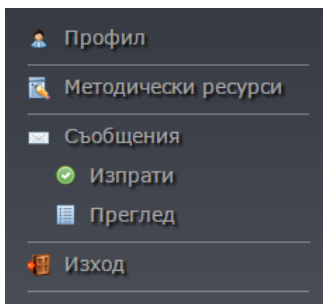 Профил
Методически ресурси
Съобщения
Изпрати
Преглед
Изход